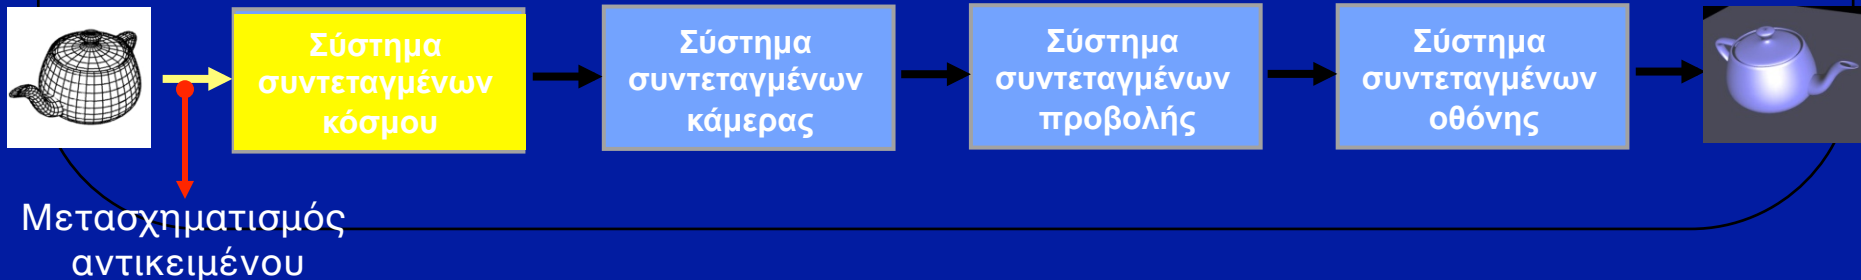 Σύστημα
συντεταγμένων
κόσμου
Σύστημα
συντεταγμένων
κάμερας
Σύστημα
συντεταγμένων
προβολής
Σύστημα
συντεταγμένων
οθόνης
Μετασχηματισμός
αντικειμένου